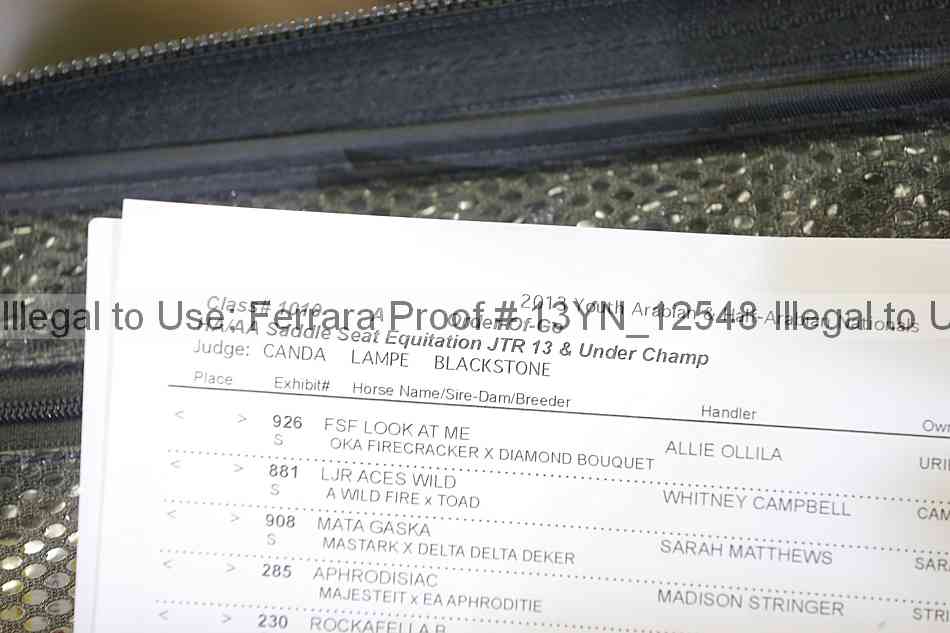 2013 Youth Arabian & Half-Arabian Nationals
Class# 1010 A Order-Of-Go
Illegal to Use. Ferrara Proof # 13YN_12548 Illegal to U
HA/AA Saddle Seat Equitation JTR 13 & Under Champ
Judge: CANDA LAMPE BLACKSTONE
Place Exhibit# Horse Name/Sire-Dam/Breeder Handler Own
< > 926 FSF LOOK AT ME ALLIE OLLILA
S OKA FIRECRACKER X DIAMOND BOUQUET URI
< > 881 LJR ACES WILD WHITNEY CAMPBELL
S A WILD FIRE x TOAD CAM
< > 908 MATA GASKA SARAH MATTHEWS
S MASTARK X DELTA DELTA DEKER SAR
< > 285 APHRODISIAC MADISON STRINGER
MAJESTEIT x EA APHRODITIE STRI
< > 230 ROCKAFELLA B